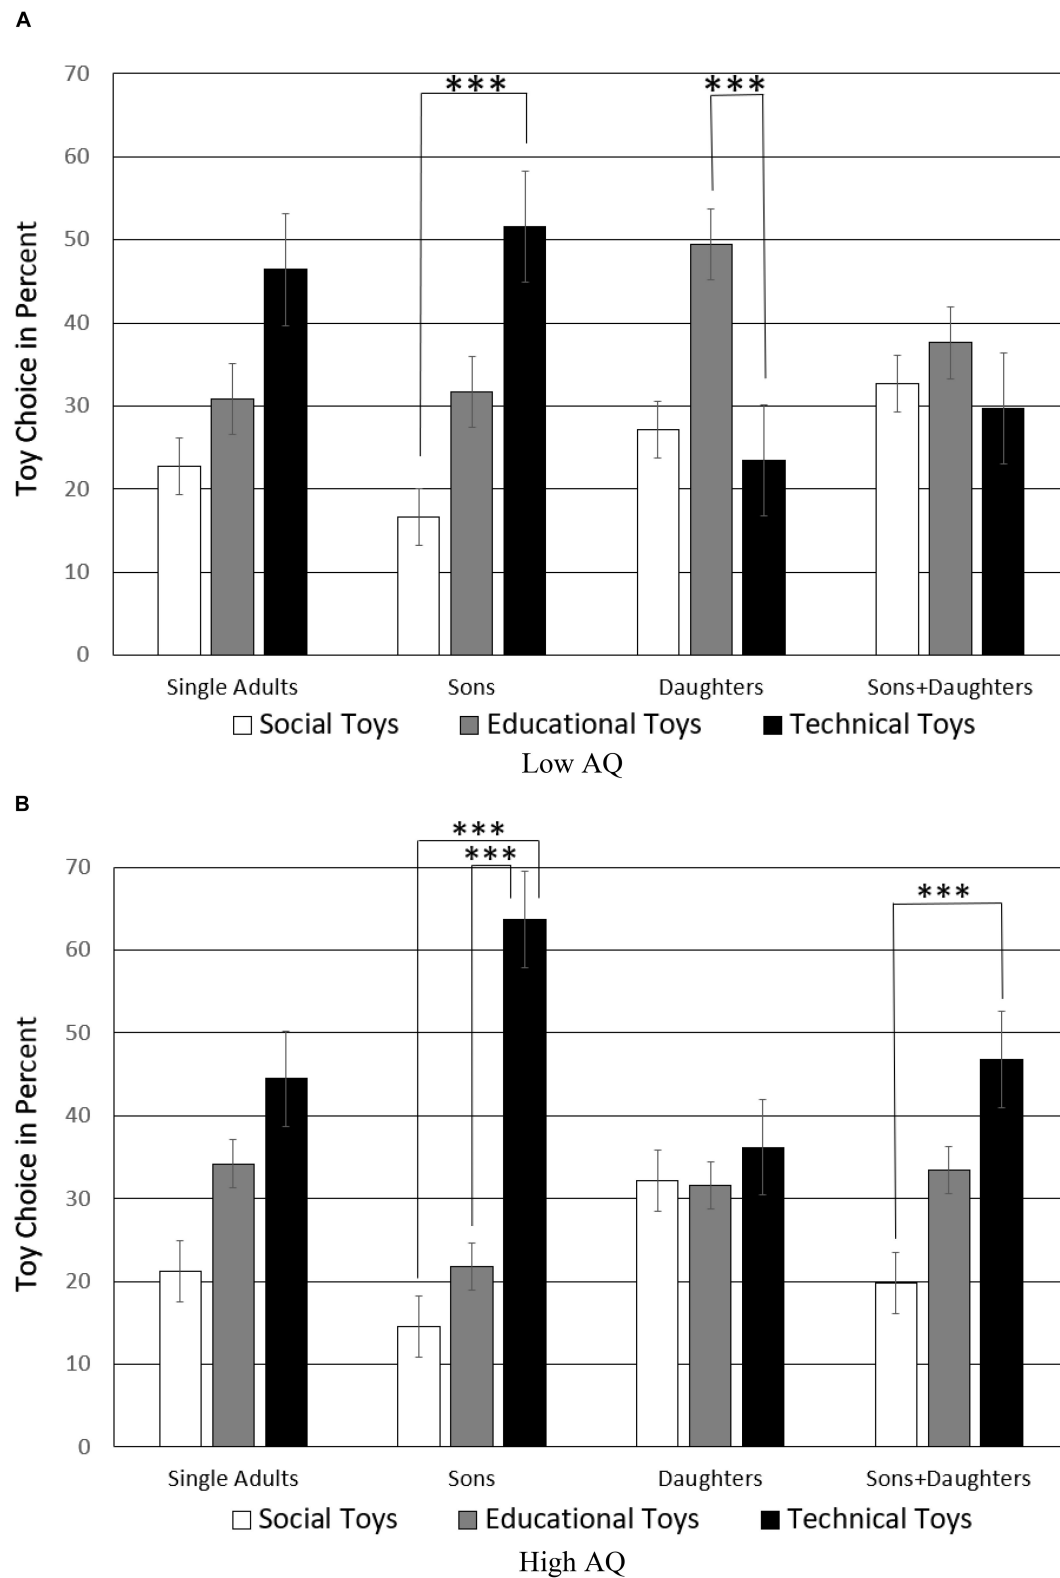 A
70
***
***
60
50
40
30
20
10
0
Toy Choice in Percent
Single Adults Sons Daughters Sons+Daughters
Social Toys Educational Toys Technical Toys
Low AQ
B
***
***
70
***
60
50
40
30
20
10
0
Toy Choice in Percent
Single Adults Sons Daughters Sons+Daughters
Social Toys Educational Toys Technical Toys
High AQ